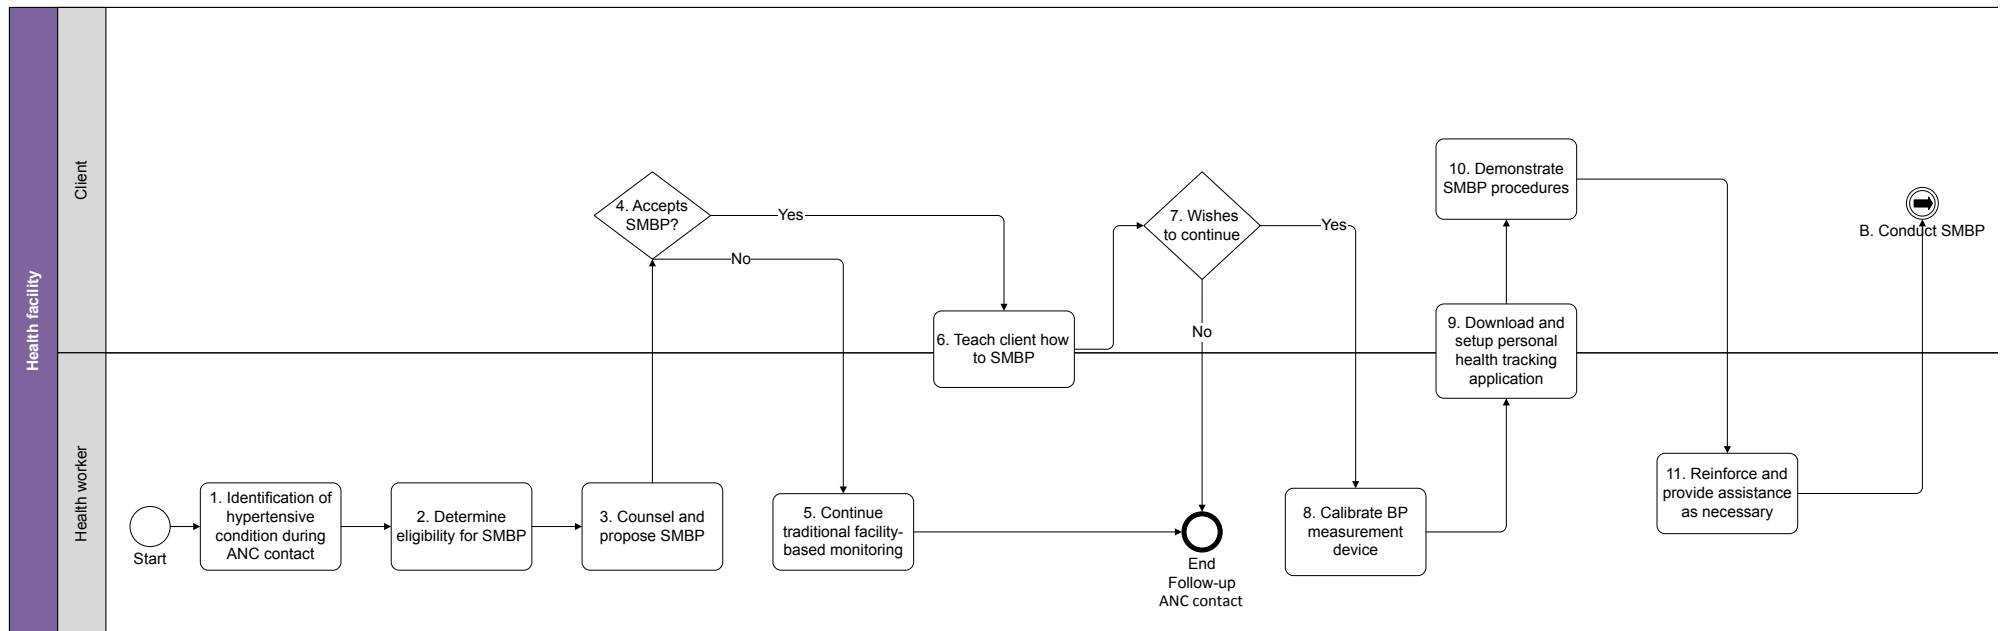 Health facility
Client
Health worker
Start
1. Identification of
hypertensive
condition during
ANC contact
2. Determine
eligibility for SMBP
3. Counsel and
propose SMBP
4. Accepts
SMBP?
Yes
No
5. Continue
traditional facility-
based monitoring
6. Teach client how
to SMBP
7. Wishes
to continue
Yes
No
End
Follow-up
ANC contact
8. Calibrate BP
measurement
device
9. Download and
setup personal
health tracking
application
10. Demonstrate
SMBP procedures
11. Reinforce and
provide assistance
as necessary
B. Conduct SMBP